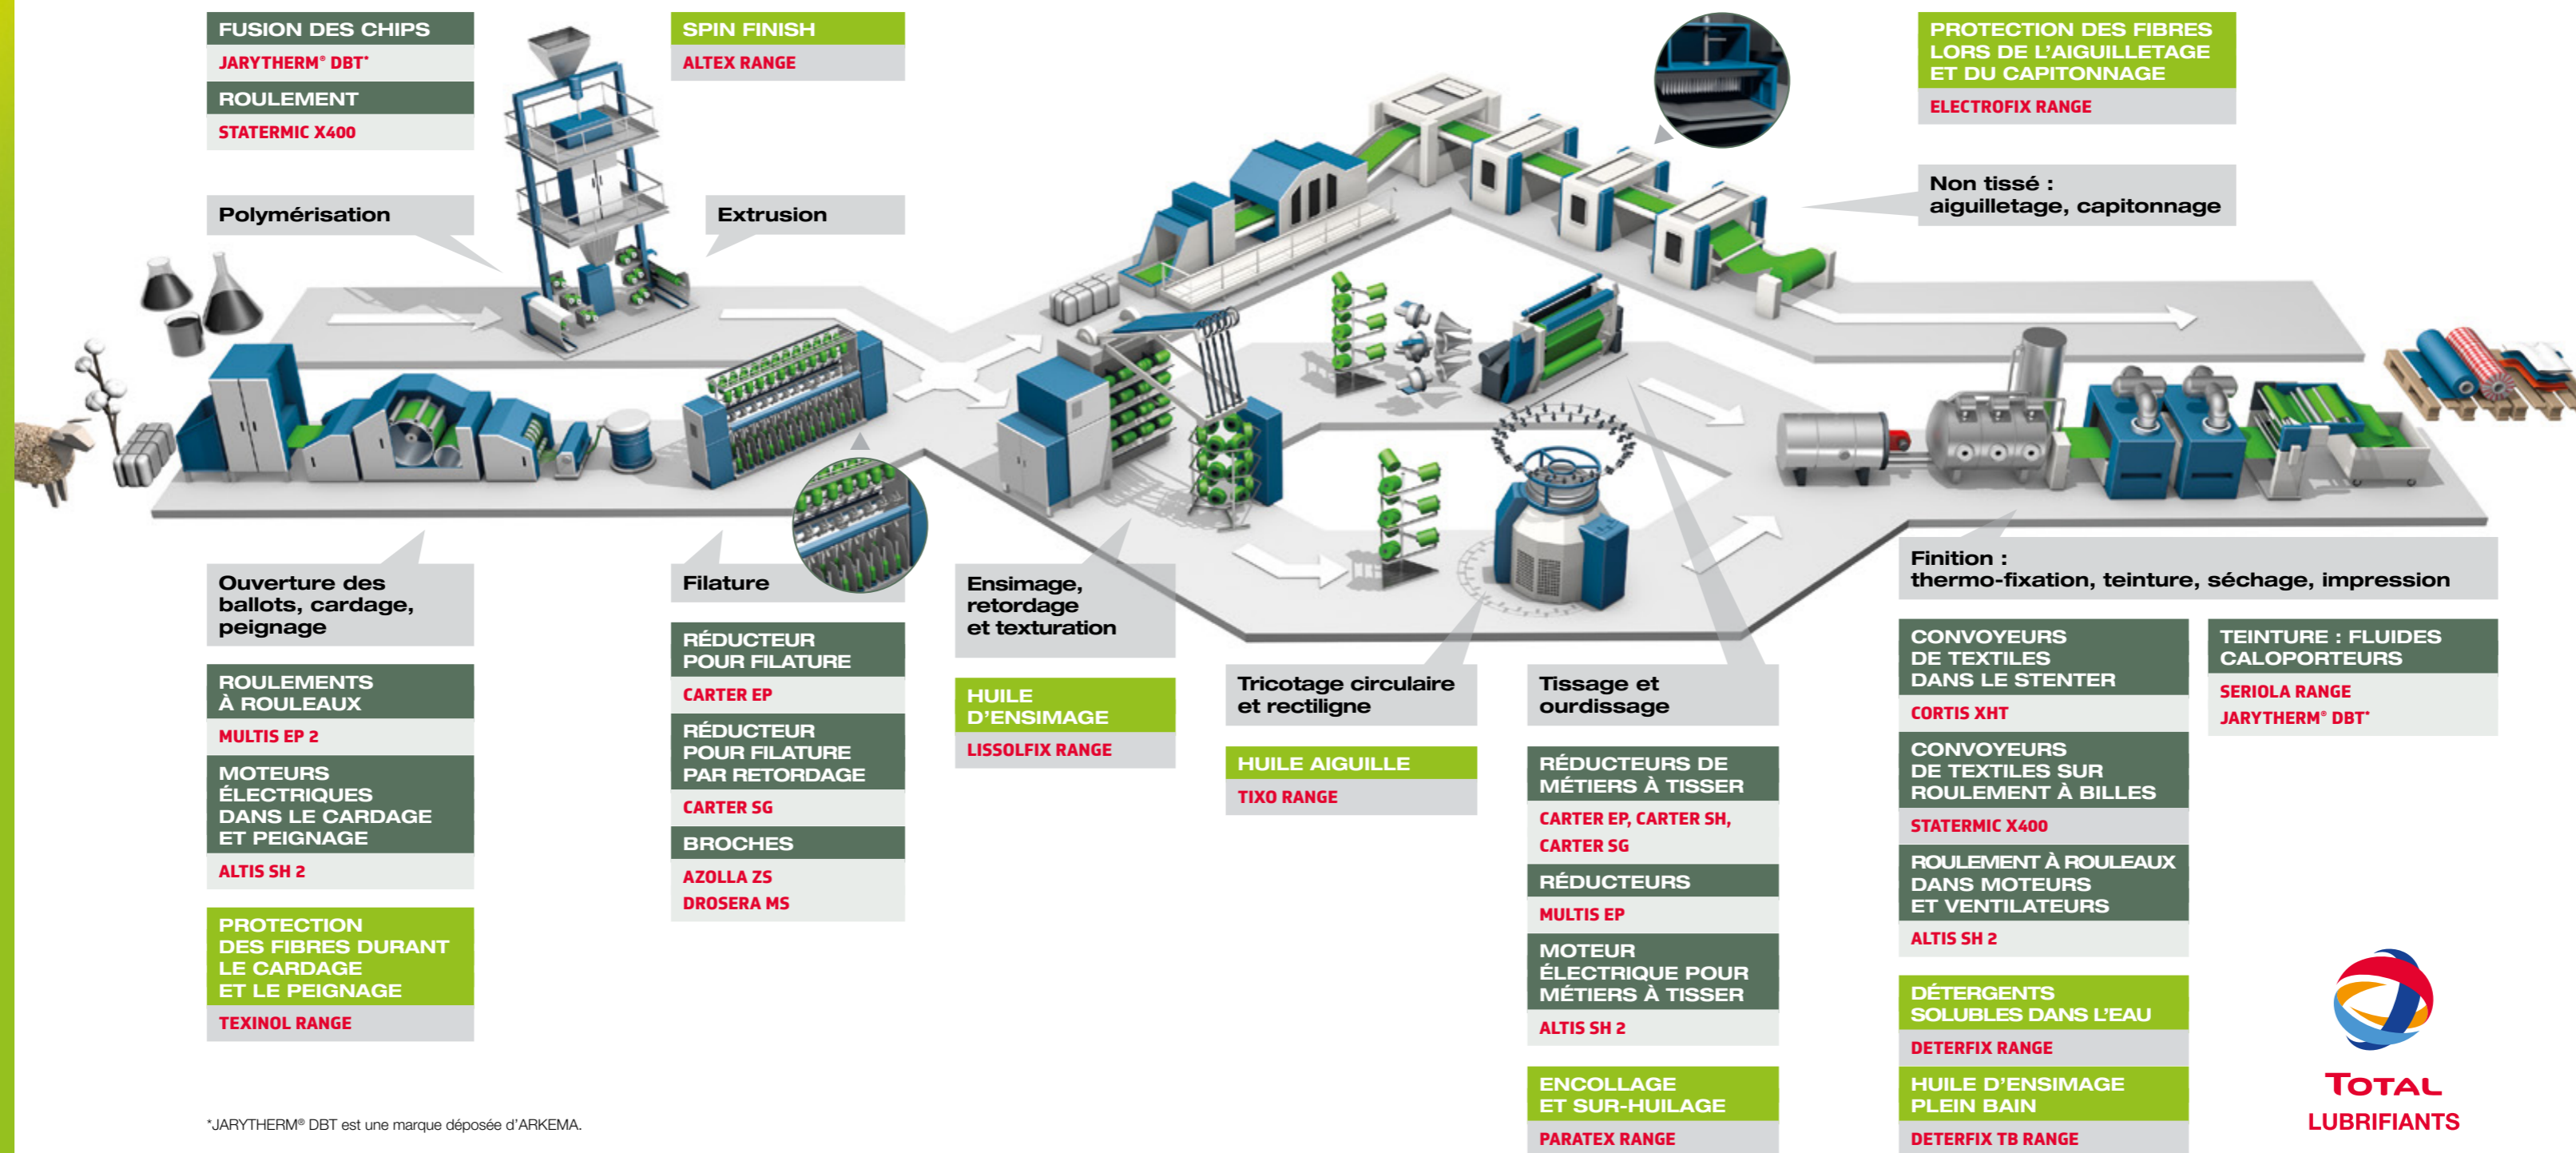 FUSION DES CHIPS
JARYTHERM® DBT*
ROULEMENT
STATERMIC X400
Polymérisation
SPIN FINISH
ALTEX RANGE
Extrusion
PROTECTION DES FIBRES
LORS DE L'AIGUILLETAGE
ET DU CAPITONNAGE
ELECTROFIX RANGE
Non tissé :
aiguilletage, capitonnage
Ouverture des
ballots, cardage,
peignage
ROULEMENTS
À ROULEAUX
MULTIS EP 2
MOTEURS
ÉLECTRIQUES
DANS LE CARDAGE
ET PEIGNAGE
ALTIS SH 2
PROTECTION
DES FIBRES DURANT
LE CARDAGE
ET LE PEIGNAGE
TEXINOL RANGE
Filature
RÉDUCTEUR
POUR FILATURE
CARTER EP
RÉDUCTEUR
POUR FILATURE
PAR RETORDAGE
CARTER SG
BROCHES
AZOLLA ZS
DROSERA MS
Ensimage,
retordage
et texturation
HUILE
D'ENSIMAGE
LISSOLFIX RANGE
Tricotage circulaire
et rectiligne
HUILE AIGUILLE
TIXO RANGE
Tissage et
ourdissage
RÉDUCTEURS DE
MÉTIERS À TISSER
CARTER EP, CARTER SH,
CARTER SG
RÉDUCTEURS
MULTIS EP
MOTEUR
ÉLECTRIQUE POUR
MÉTIERS À TISSER
ALTIS SH 2
ENCOLLAGE
ET SUR-HUILAGE
PARATEX RANGE
Finition :
thermo-fixation, teinture, séchage, impression
CONVOYEURS
DE TEXTILES
DANS LE STENTER
CORTIS XHT
CONVOYEURS
DE TEXTILES SUR
ROULEMENT À BILLES
STATERMIC X400
ROULEMENT À ROULEAUX
DANS MOTEURS
ET VENTILATEURS
ALTIS SH 2
DÉTERGENTS
SOLUBLES DANS L'EAU
DETERFIX RANGE
HUILE D'ENSIMAGE
PLEIN BAIN
DETERFIX TB RANGE
TEINTURE : FLUIDES
CALOPORTEURS
SERIOLA RANGE
JARYTHERM® DBT*
TOTAL
LUBRIFIANTS
*JARYTHERM® DBT est une marque déposée d'ARKEMA.